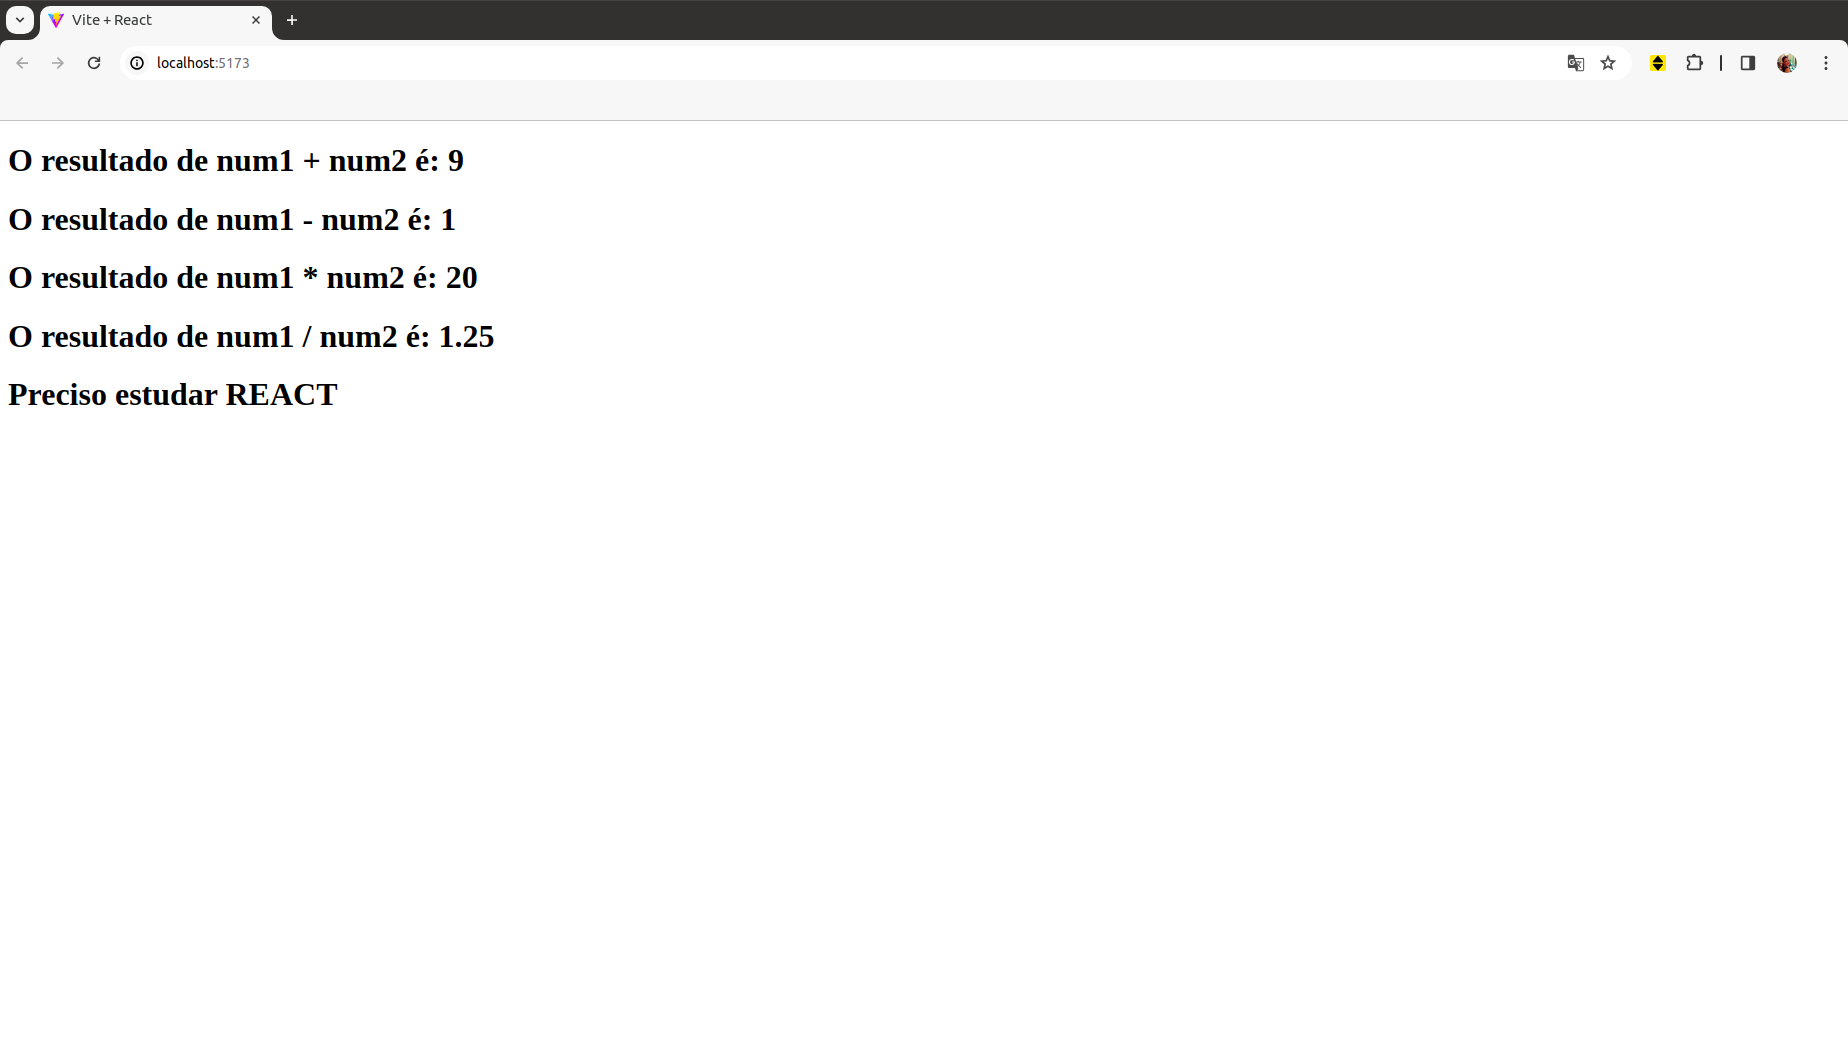 Vite + React
localhost:5173
O resultado de num1 + num2 é: 9
O resultado de num1 - num2 é: 1
O resultado de num1 * num2 é: 20
O resultado de num1 / num2 é: 1.25
Preciso estudar REACT